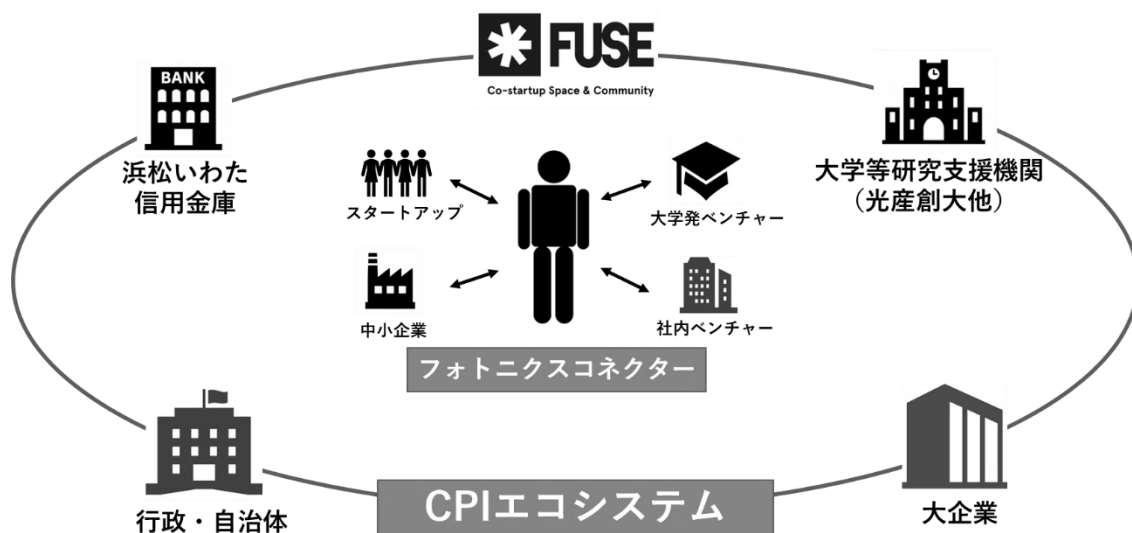 FUSE
Co-startup Space & Community
BANK
浜松いわた
信用金庫
大学等研究支援機関
（光産創大他）
スタートアップ
大学発ベンチャー
中小企業
社内ベンチャー
フォトニクスコネクター
行政・自治体
CPIエコシステム
大企業